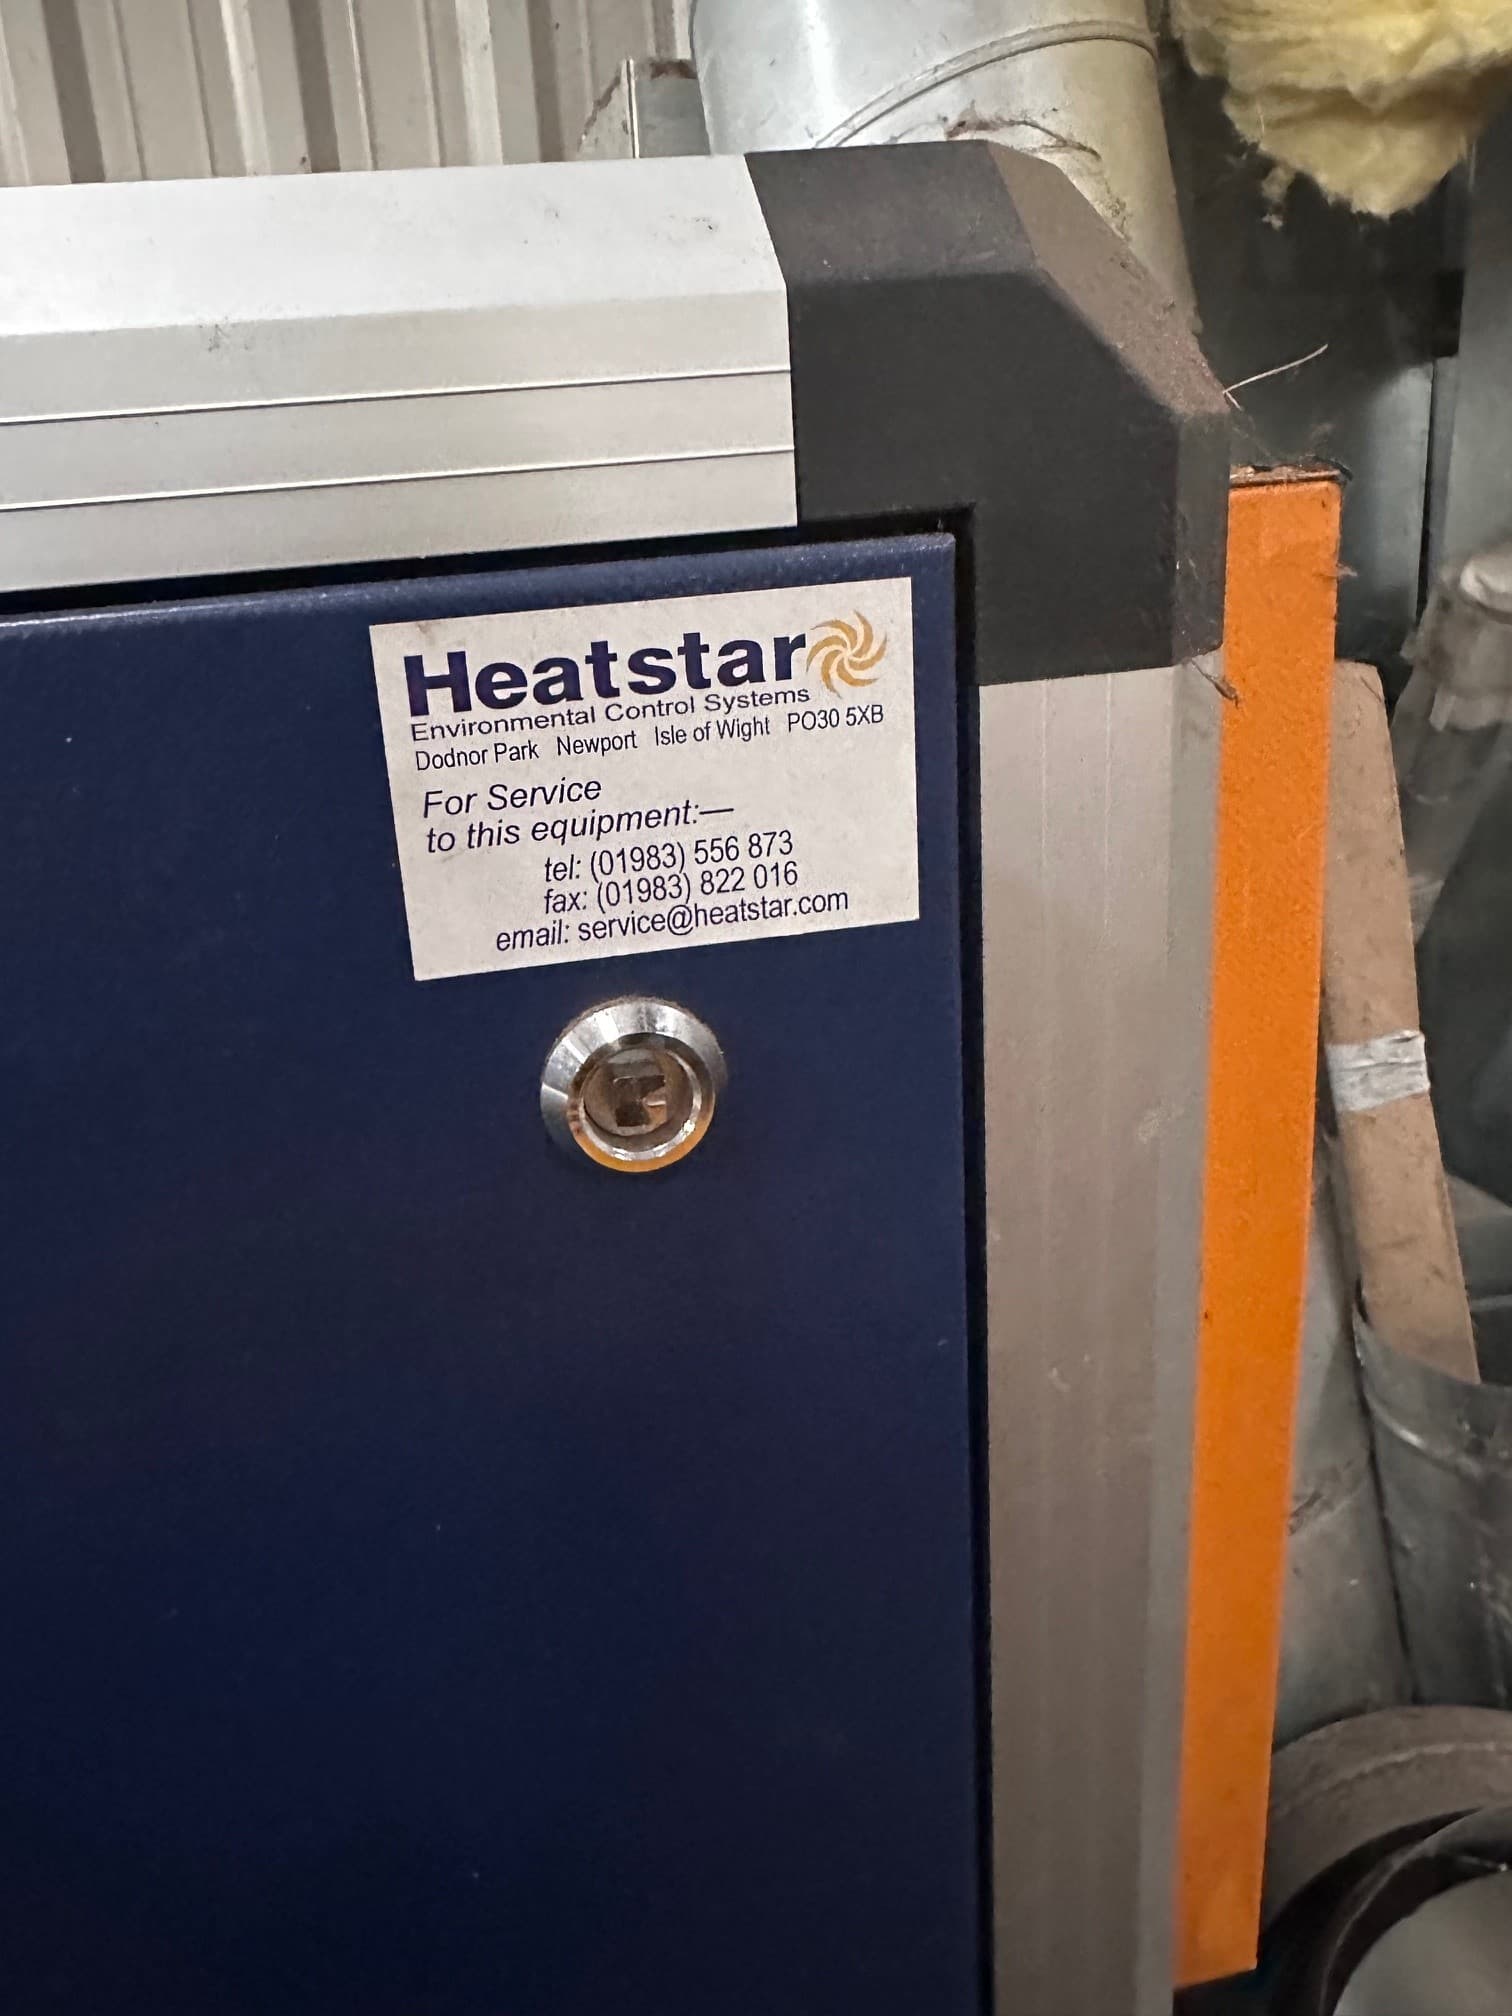 Heatstar
Environmental Control Systems
Dodnor Park Newport Isle of Wight PO30 5XB
For Service
to this equipment:—
tel: (01983) 556 873
fax: (01983) 822 016
email: service@heatstar.com